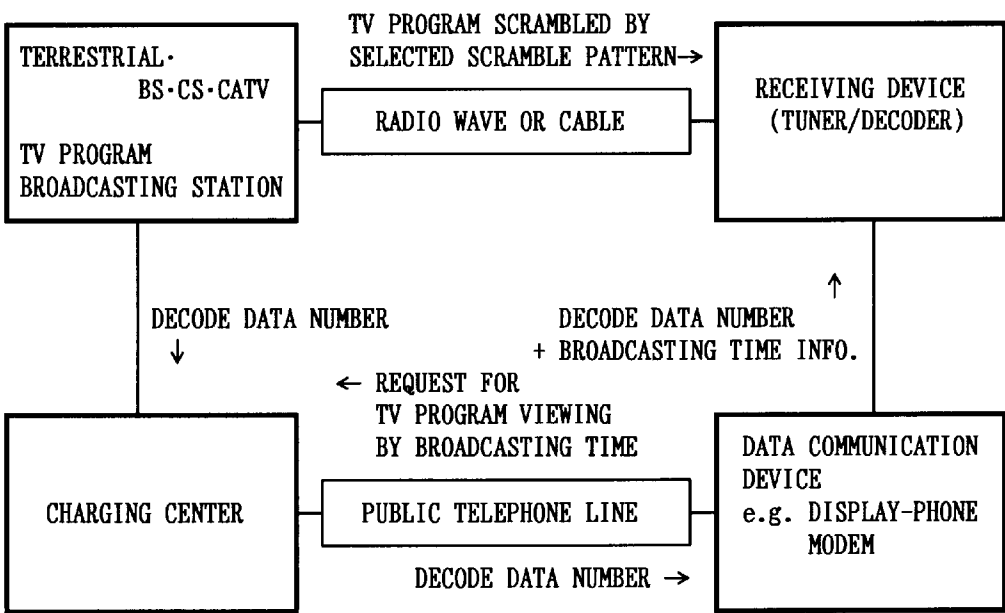 TV PROGRAM SCRAMBLED BY
SELECTED SCRAMBLE PATTERN→
TERRESTRIAL·
BS·CS·CATV
TV PROGRAM
BROADCASTING STATION
RADIO WAVE OR CABLE
RECEIVING DEVICE
(TUNER/DECODER)
DECODE DATA NUMBER
↓
↑
DECODE DATA NUMBER
+ BROADCASTING TIME INFO.
← REQUEST FOR
TV PROGRAM VIEWING
BY BROADCASTING TIME
CHARGING CENTER
PUBLIC TELEPHONE LINE
DATA COMMUNICATION
DEVICE
e.g. DISPLAY-PHONE
MODEM
DECODE DATA NUMBER →